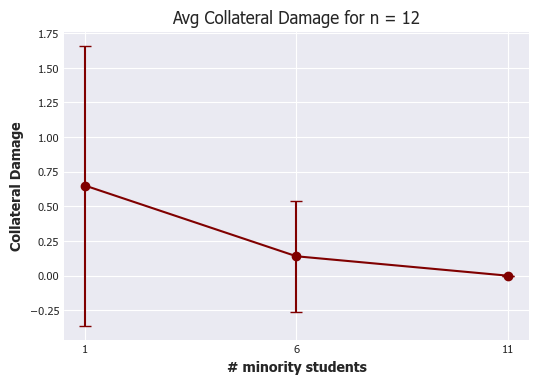 Avg Collateral Damage for n = 12
1.75
1.50
1.25
1.00
0.75
0.50
0.25
0.00
−0.25
Collateral Damage
1 6 11
# minority students